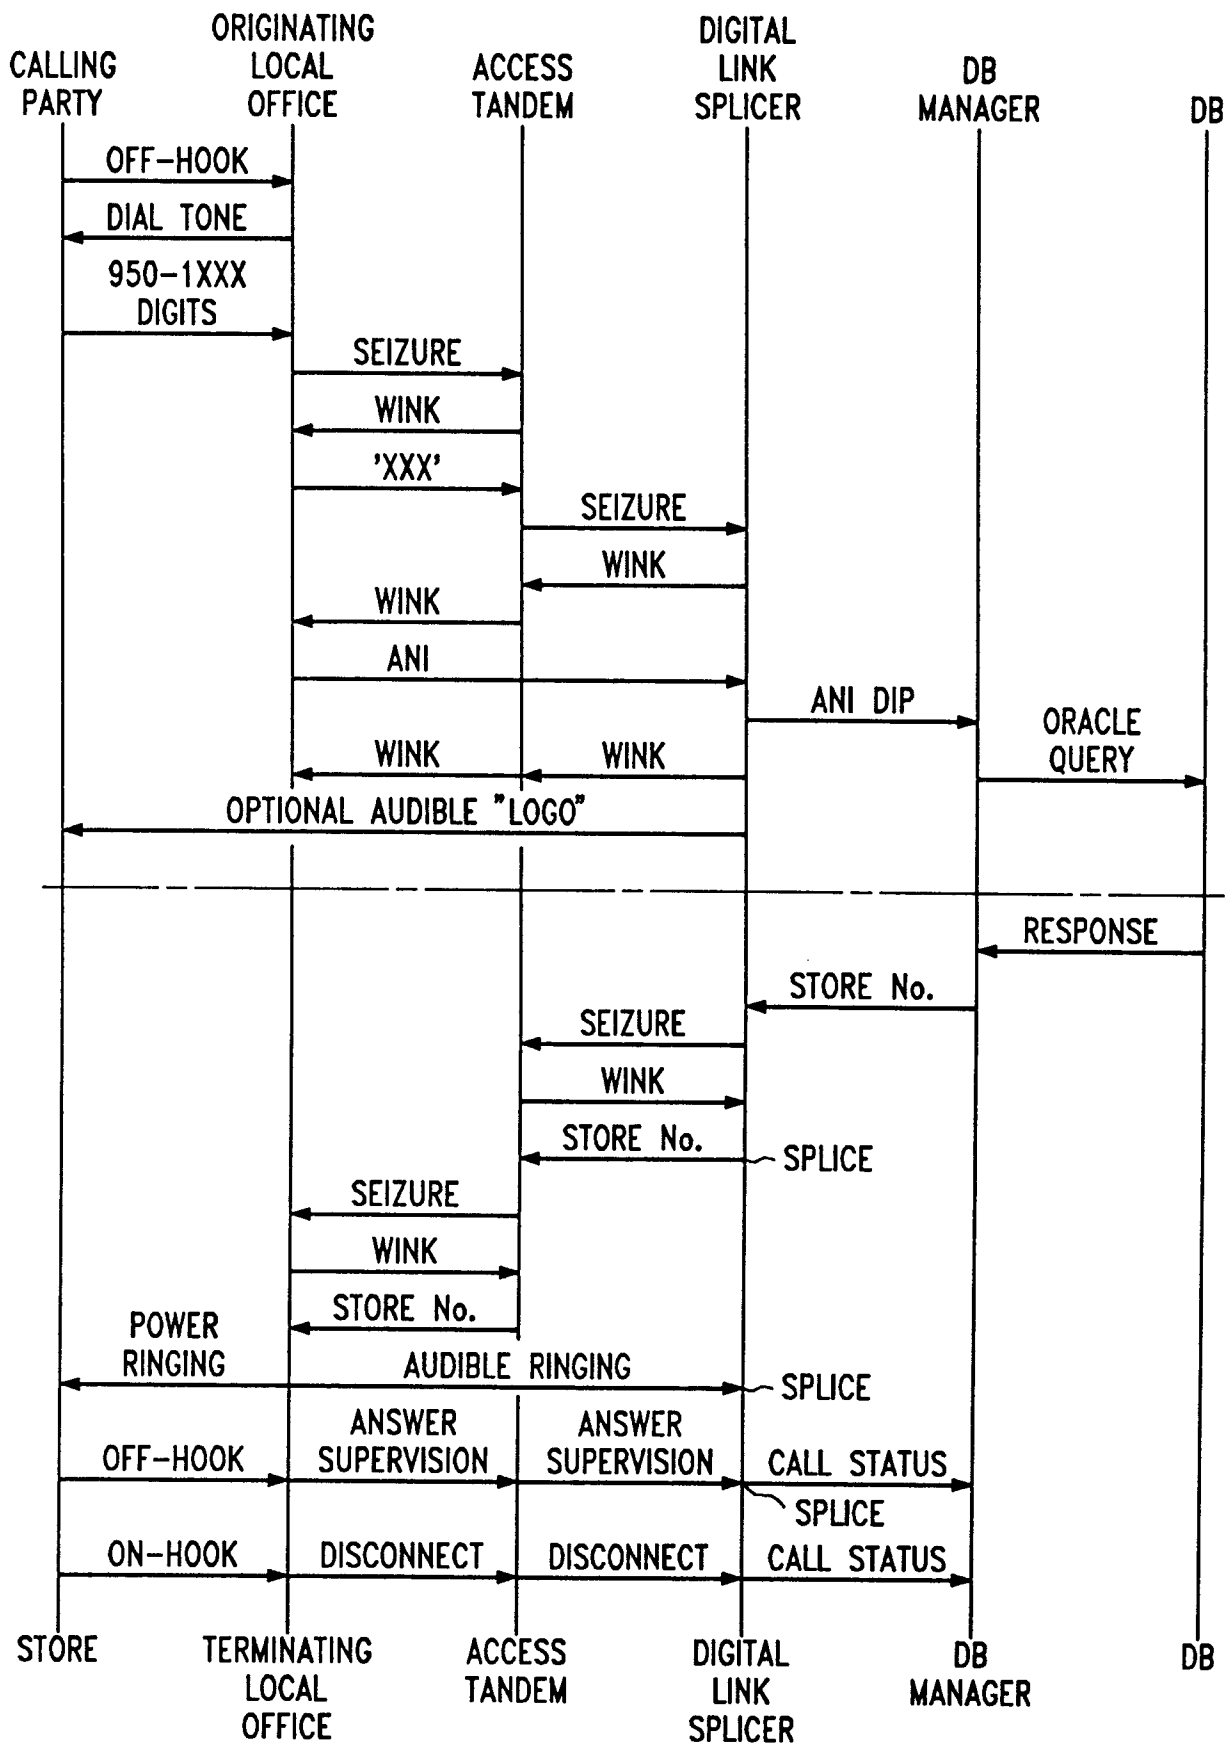 CALLING
PARTY
ORIGINATING
LOCAL
OFFICE
ACCESS
TANDEM
DIGITAL
LINK
SPLICER
DB
MANAGER
DB
OFF-HOOK
DIAL TONE
950-1XXX
DIGITS
SEIZURE
WINK
'XXX'
SEIZURE
WINK
WINK
ANI
ANI DIP
ORACLE
QUERY
WINK
WINK
OPTIONAL AUDIBLE "LOGO"
RESPONSE
STORE No.
SEIZURE
WINK
STORE No.
SPLICE
SEIZURE
WINK
STORE No.
POWER
RINGING
AUDIBLE RINGING
SPLICE
OFF-HOOK
ANSWER
SUPERVISION
ANSWER
SUPERVISION
CALL STATUS
SPLICE
ON-HOOK
DISCONNECT
DISCONNECT
CALL STATUS
STORE
TERMINATING
LOCAL
OFFICE
ACCESS
TANDEM
DIGITAL
LINK
SPLICER
DB
MANAGER
DB